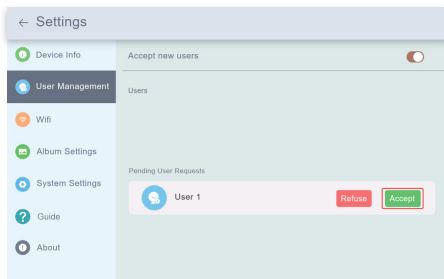 ← Settings
Device Info
Accept new users
User Management
Users
Wifi
Album Settings
Pending User Requests
System Settings
User 1
Refuse
Accept
Guide
About